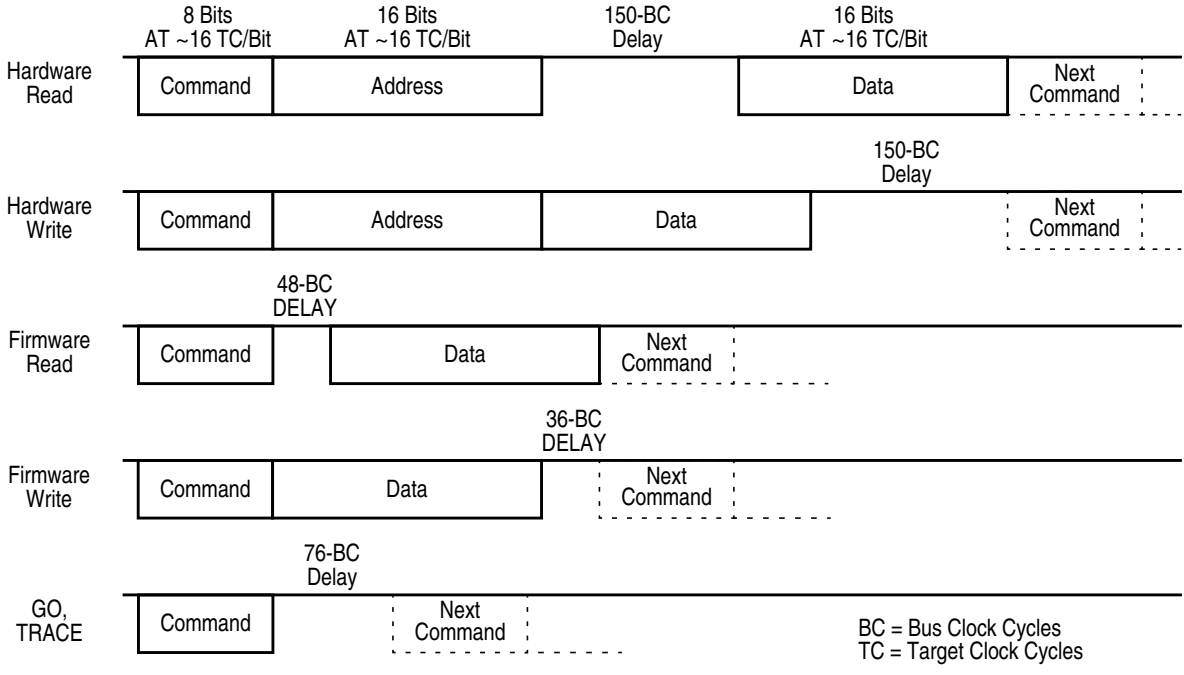 8 Bits
AT ~16 TC/Bit
16 Bits
AT ~16 TC/Bit
150-BC
Delay
16 Bits
AT ~16 TC/Bit
Hardware
Read
Command
Address
Data
Next
Command
150-BC
Delay
Hardware
Write
Command
Address
Data
Next
Command
48-BC
DELAY
Firmware
Read
Command
Data
Next
Command
36-BC
DELAY
Firmware
Write
Command
Data
Next
Command
76-BC
Delay
GO,
TRACE
Command
Next
Command
BC = Bus Clock Cycles
TC = Target Clock Cycles